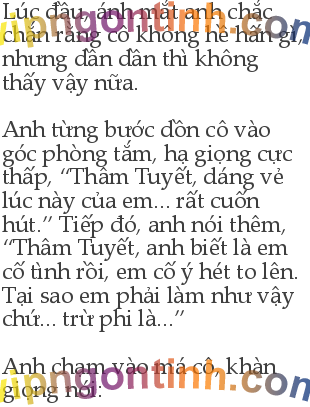 Lúc đầu, ánh mắt anh chắc
chắn rằng cô không hề hấn gì,
nhưng dần dần thì không
thấy vậy nữa.
Anh từng bước dồn cô vào
góc phòng tắm, hạ giọng cực
thấp, “Thẩm Tuyết, dáng vẻ
lúc này của em... rất cuốn
hút.” Tiếp đó, anh nói thêm,
“Thẩm Tuyết, anh biết là em
cố tình rồi, em cố ý hét to lên.
Tại sao em phải làm như vậy
chứ... trừ phi là...”
Anh chạm vào má cô, khàn
giọng nói:
vipngontinh.com
vipngontinh.com